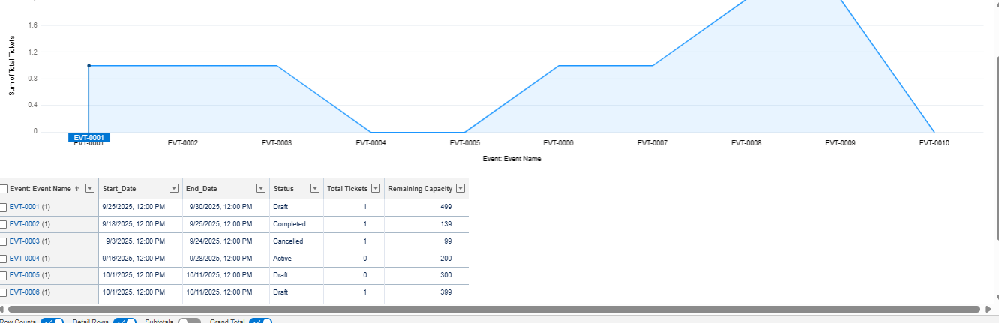 2
1.6
1.2
0.8
0.4
0
Sum of Total Tickets
EVT-0001
EVT-0001 EVT-0002 EVT-0003 EVT-0004 EVT-0005 EVT-0006 EVT-0007 EVT-0008 EVT-0009 EVT-0010
Event: Event Name
Event: Event Name ↑ Start_Date End_Date Status Total Tickets Remaining Capacity
EVT-0001 (1) 9/25/2025, 12:00 PM 9/30/2025, 12:00 PM Draft 1 499
EVT-0002 (1) 9/18/2025, 12:00 PM 9/25/2025, 12:00 PM Completed 1 139
EVT-0003 (1) 9/3/2025, 12:00 PM 9/24/2025, 12:00 PM Cancelled 1 99
EVT-0004 (1) 9/16/2025, 12:00 PM 9/28/2025, 12:00 PM Active 0 200
EVT-0005 (1) 10/1/2025, 12:00 PM 10/11/2025, 12:00 PM Draft 0 300
EVT-0006 (1) 10/1/2025, 12:00 PM 10/11/2025, 12:00 PM Draft 1 399
Row Counts Detail Rows Subtotals Grand Total